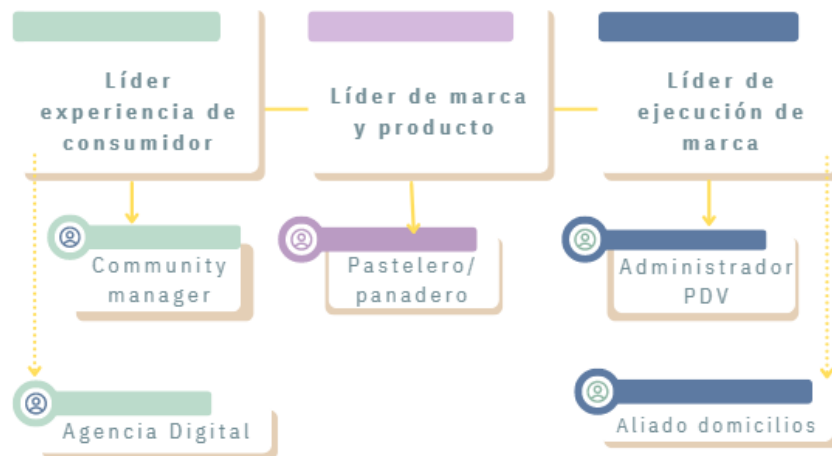 Líder
experiencia de
consumidor
Líder de marca
y producto
Líder de
ejecución de
marca
Community
manager
Pastelero/
panadero
Administrador
PDV
Agencia Digital
Aliado domicilios